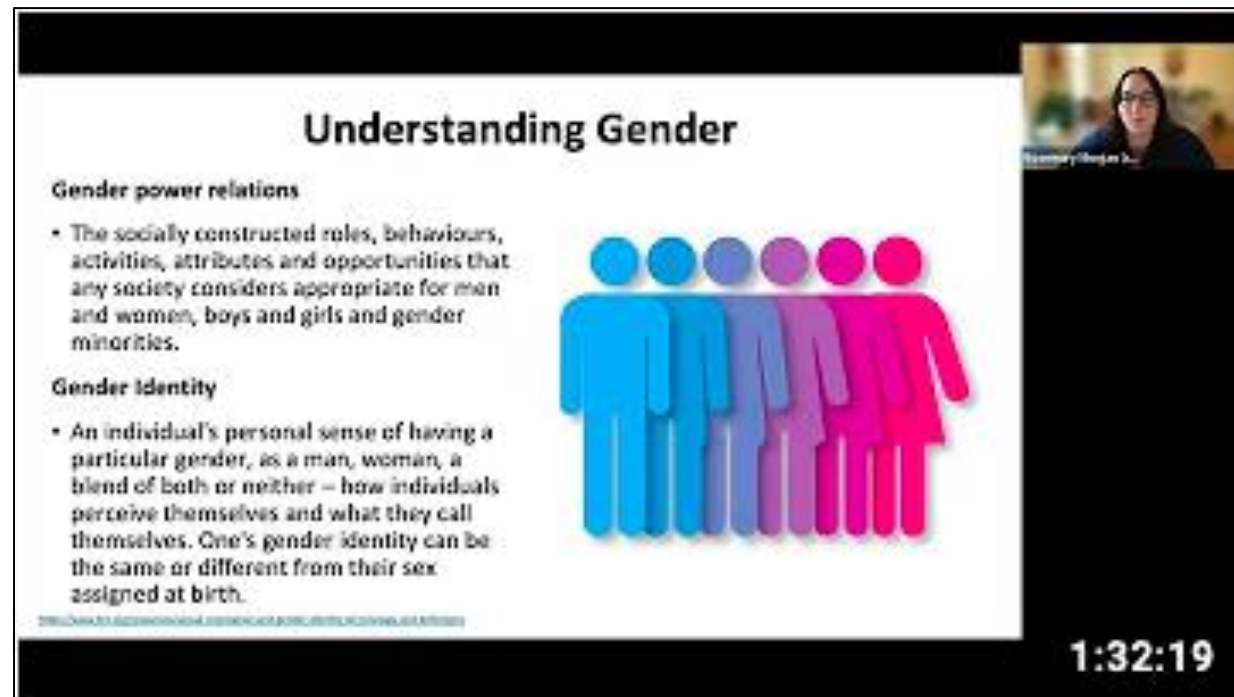 Understanding Gender
Gender power relations
• The socially constructed roles, behaviours,
activities, attributes and opportunities that
any society considers appropriate for men
and women, boys and girls and gender
minorities.
Gender Identity
• An individual's personal sense of having a
particular gender, as a man, woman, a
blend of both or neither – how individuals
perceive themselves and what they call
themselves. One's gender identity can be
the same or different from their sex
assigned at birth.
1:32:19